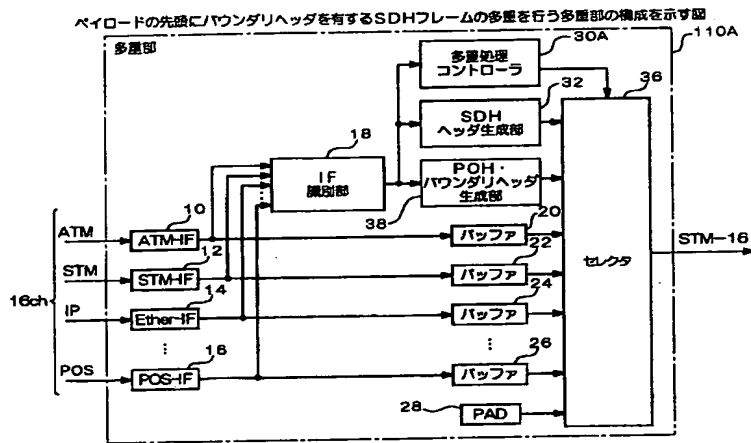 ペイロードの先頭にバウンダリヘッダを有するSDHフレームの多重を行う多重部の構成を示す図
多重部
30A
110A
多重処理
コントローラ
32
36
SDH
ヘッダ生成部
18
IF
識別部
POH・
バウンダリヘッダ
生成部
38
ATM
10
ATM-IF
20
バッファ
STM
12
STM-IF
22
バッファ
セレクタ
STM-16
16ch
IP
14
Ether-IF
24
バッファ
⋮
⋮
POS
16
POS-IF
26
バッファ
28
PAD